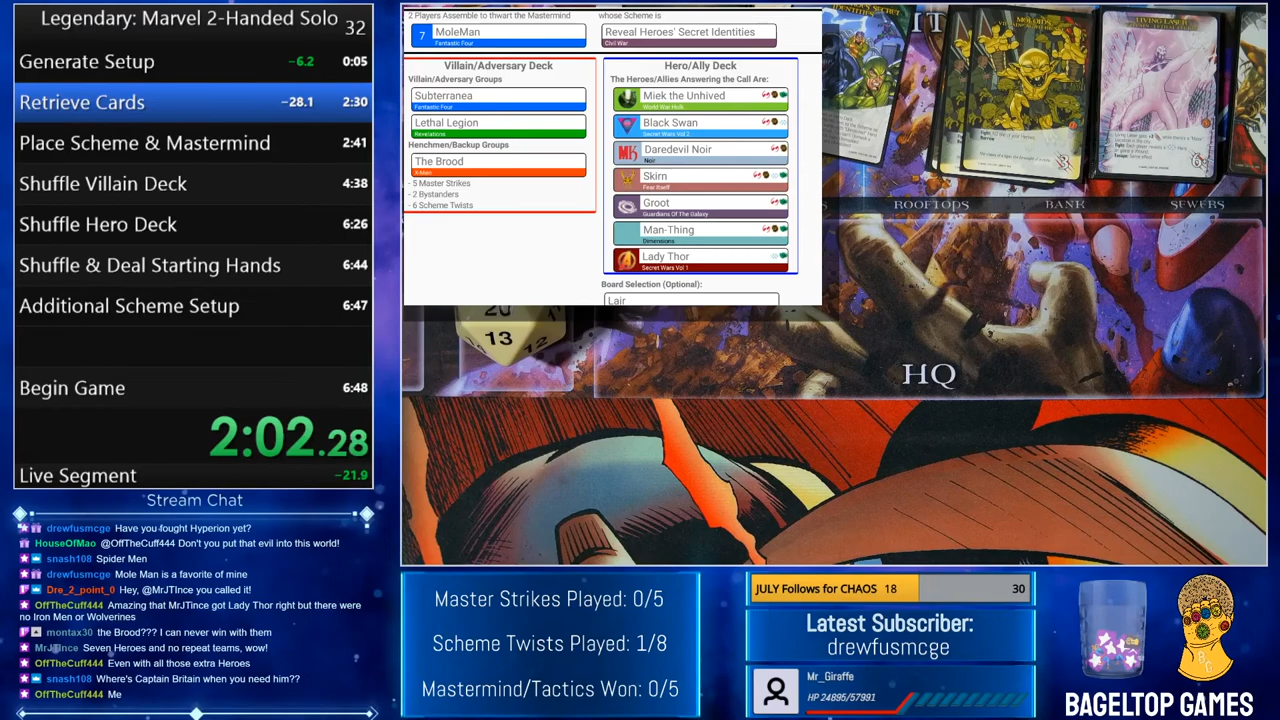 Legendary: Marvel 2-Handed Solo
32
Generate Setup -6.2 0:05
Retrieve Cards -28.1 2:30
Place Scheme & Mastermind 2:41
Shuffle Villain Deck 4:38
Shuffle Hero Deck 6:26
Shuffle & Deal Starting Hands 6:44
Additional Scheme Setup 6:47
Begin Game 6:48
2:02.28
Live Segment -21.9
Stream Chat
drewfusmcge Have you fought Hyperion yet?
HouseOfMao @OffTheCuff444 Don't you put that evil into this world!
snash108 Spider Men
drewfusmcge Mole Man is a favorite of mine
Dre_2_point_0 Hey, @MrJTInce you called it!
OffTheCuff444 Amazing that MrJTInce got Lady Thor right but there were
no Iron Men or Wolverines
montax30 the Brood??? I can never win with them
MrJTInce Seven Heroes and no repeat teams, wow!
OffTheCuff444 Even with all those extra Heroes
snash108 Where's Captain Britain when you need him??
OffTheCuff444 Me
2 Players Assemble to thwart the Mastermind
7 MoleMan
Fantastic Four
whose Scheme is
Reveal Heroes' Secret Identities
Civil War
Villain/Adversary Deck
Villain/Adversary Groups
Subterranea
Fantastic Four
Lethal Legion
Revelations
Henchmen/Backup Groups
The Brood
X-Men
- 5 Master Strikes
- 2 Bystanders
- 6 Scheme Twists
Hero/Ally Deck
The Heroes/Allies Answering the Call Are:
Miek the Unhived
World War Hulk
Black Swan
Secret Wars Vol 2
Daredevil Noir
Noir
Skirn
Fear Itself
Groot
Guardians Of The Galaxy
Man-Thing
Dimensions
Lady Thor
Secret Wars Vol 1
Board Selection (Optional):
Lair
MOLOIDS
LIVING LASER
3
6
ROOFTOPS
BANK
SEWERS
20
13
12
HQ
Master Strikes Played: 0/5
Scheme Twists Played: 1/8
Mastermind/Tactics Won: 0/5
JULY Follows for CHAOS 18 30
Latest Subscriber:
drewfusmcge
Mr_Giraffe
HP 24895/57991
BG
BAGELTOP GAMES